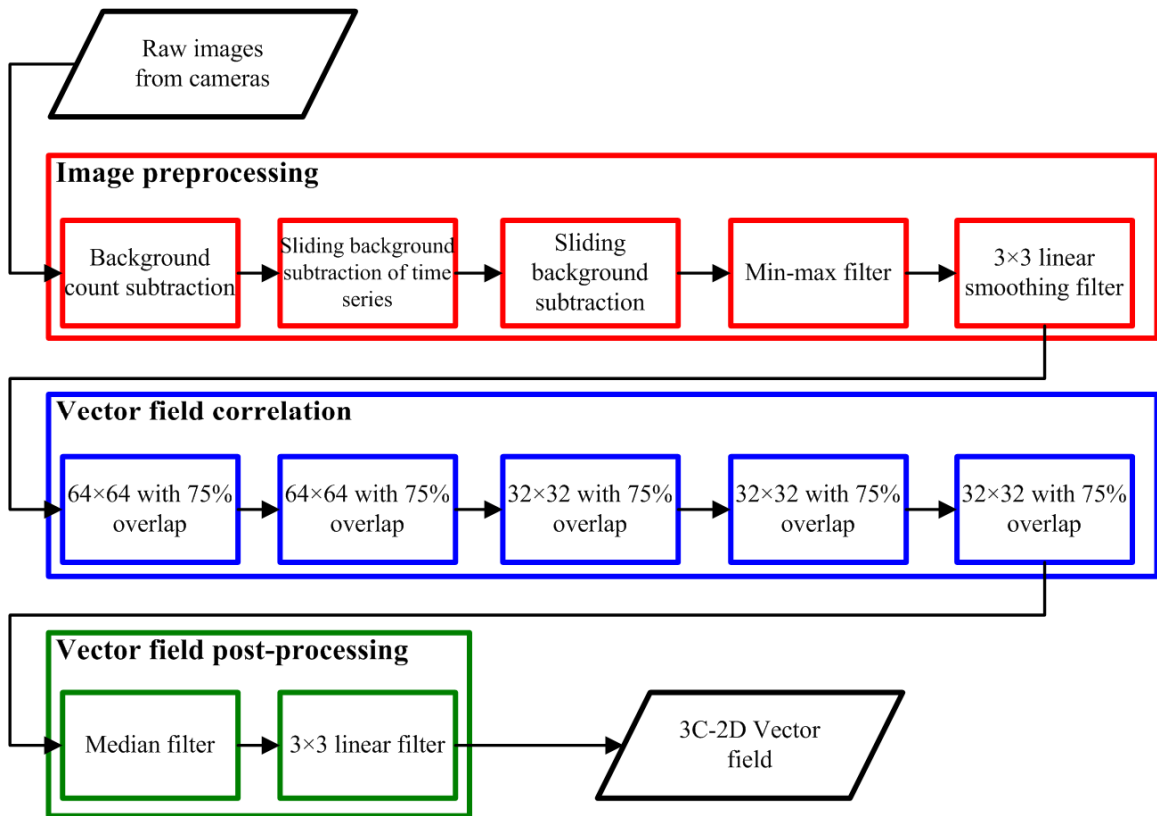 Raw images
from cameras
Image preprocessing
Background
count subtraction
Sliding background
subtraction of time
series
Sliding
background
subtraction
Min-max filter
3×3 linear
smoothing filter
Vector field correlation
64×64 with 75%
overlap
64×64 with 75%
overlap
32×32 with 75%
overlap
32×32 with 75%
overlap
32×32 with 75%
overlap
Vector field post-processing
Median filter
3×3 linear filter
3C-2D Vector
field